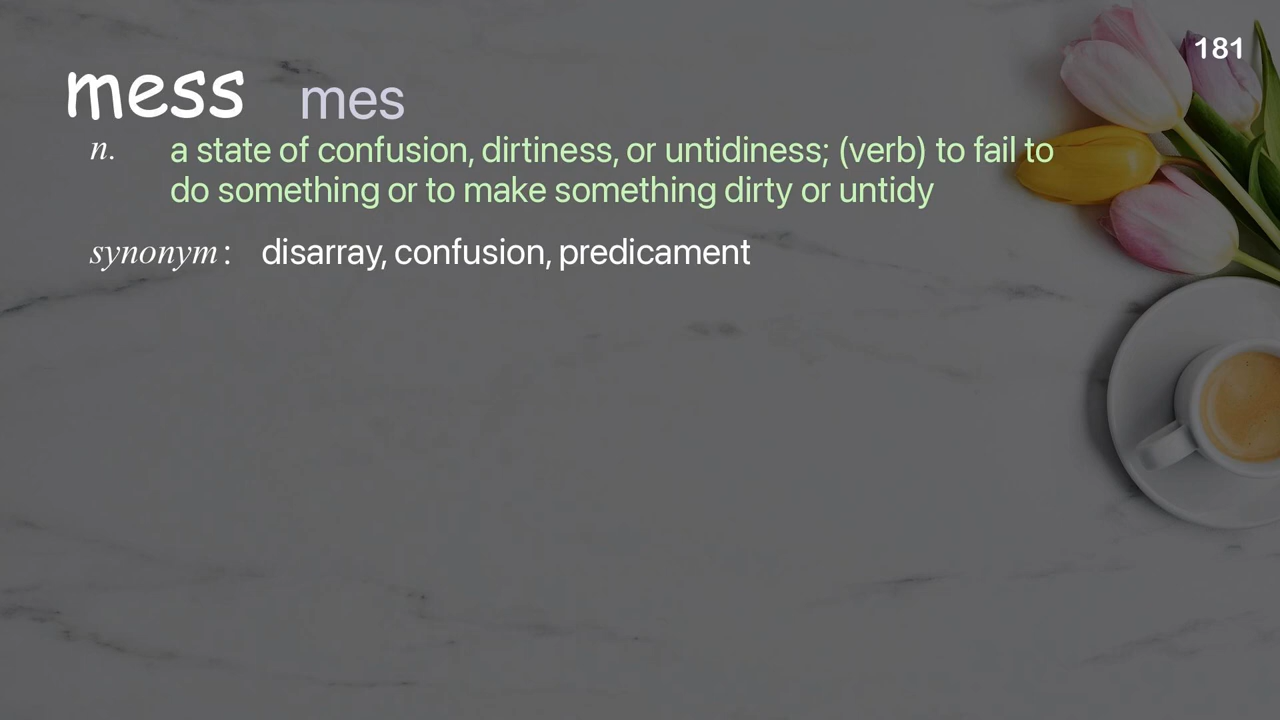 181
mess mes
n. a state of confusion, dirtiness, or untidiness; (verb) to fail to
do something or to make something dirty or untidy
synonym: disarray, confusion, predicament